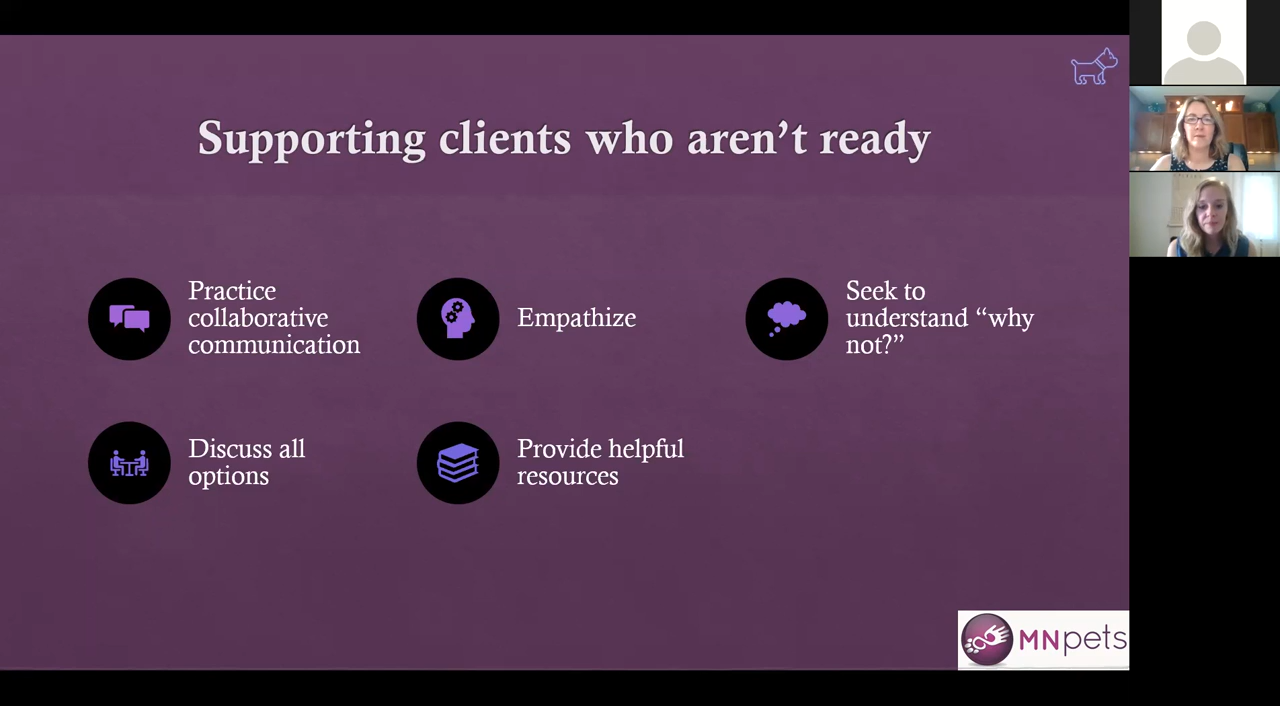 Supporting clients who aren’t ready
Practice
collaborative
communication
Empathize
Seek to
understand “why
not?”
Discuss all
options
Provide helpful
resources
MNpets